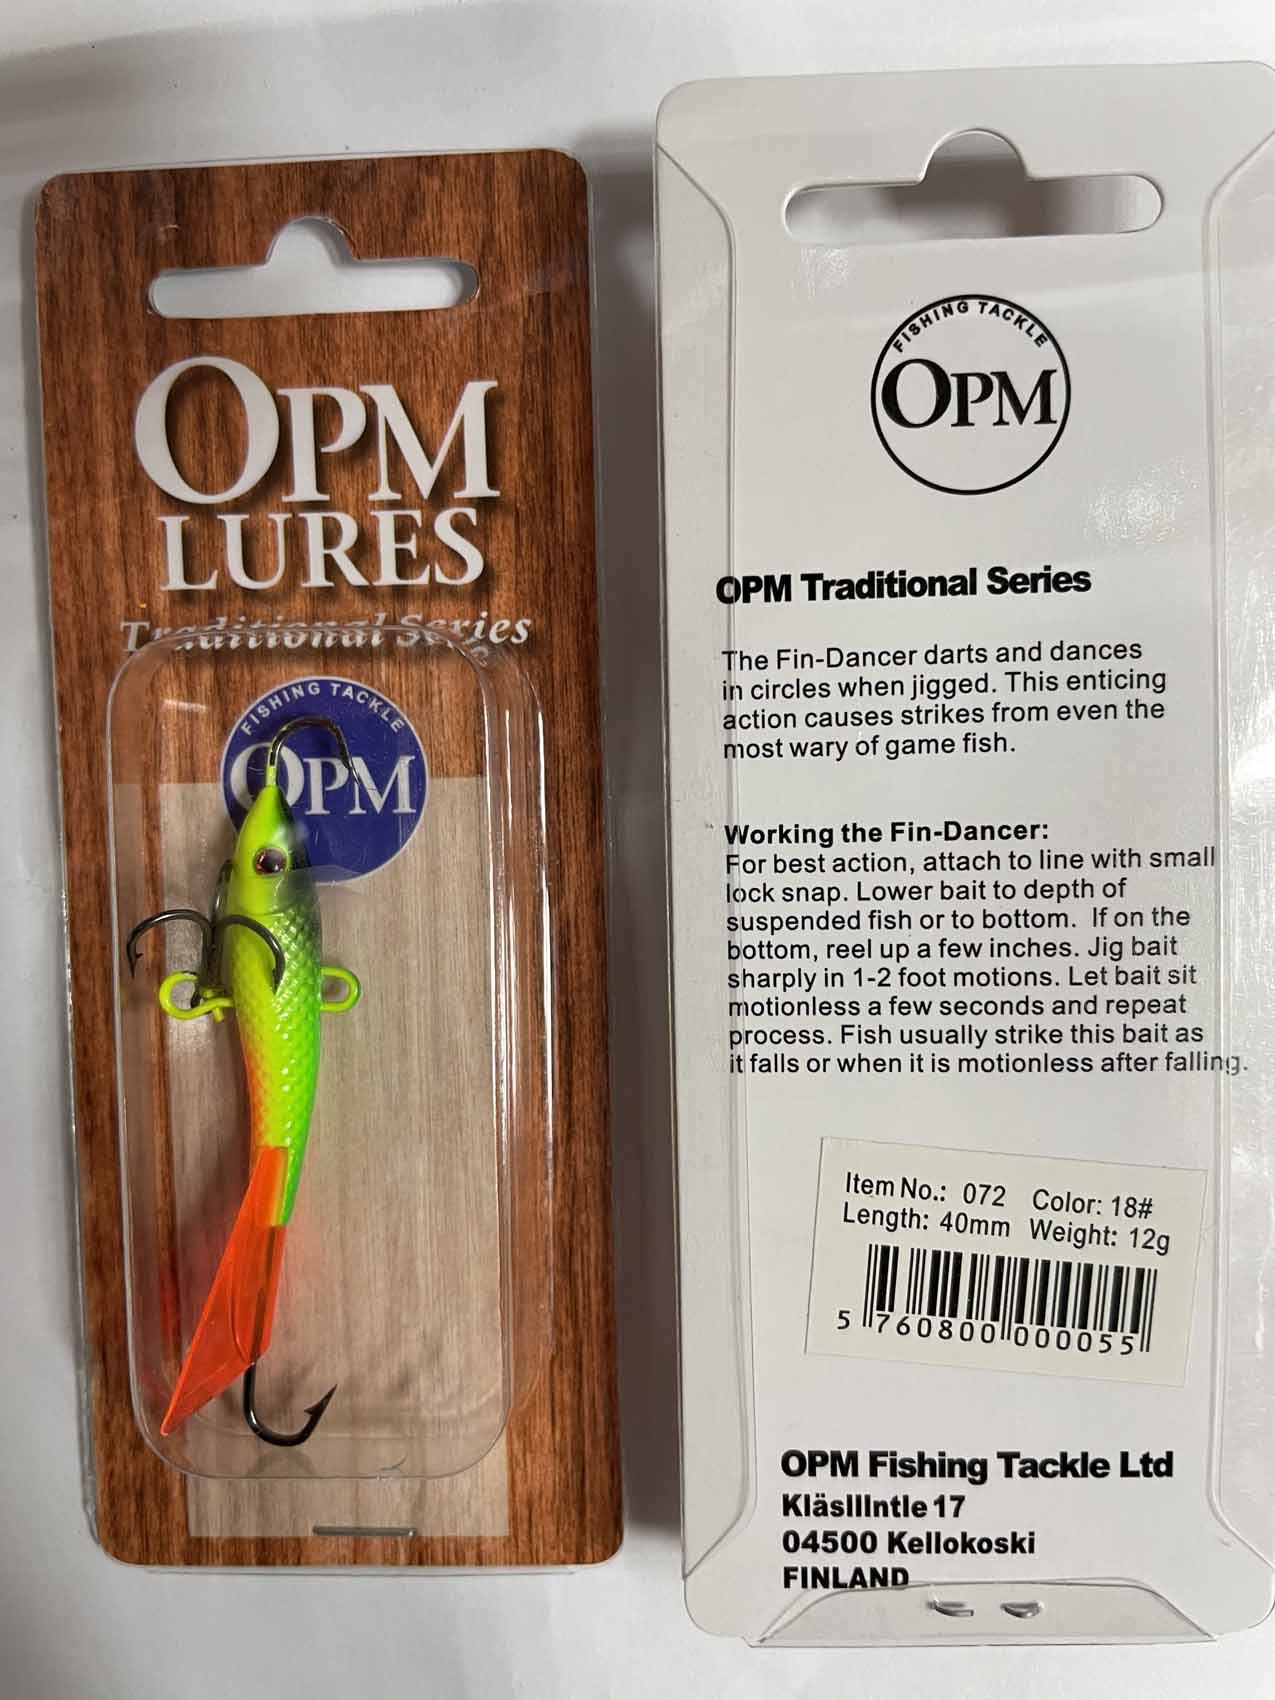 OPM
LURES
Traditional Series
FISHING TACKLE
OPM
FISHING TACKLE
OPM
OPM Traditional Series
The Fin-Dancer darts and dances
in circles when jigged. This enticing
action causes strikes from even the
most wary of game fish.
Working the Fin-Dancer:
For best action, attach to line with small
lock snap. Lower bait to depth of
suspended fish or to bottom. If on the
bottom, reel up a few inches. Jig bait
sharply in 1-2 foot motions. Let bait sit
motionless a few seconds and repeat
process. Fish usually strike this bait as
it falls or when it is motionless after falling.
Item No.: 072 Color: 18#
Length: 40mm Weight: 12g
5 760800 000055
OPM Fishing Tackle Ltd
KläsIIIntIe 17
04500 Kellokoski
FINLAND